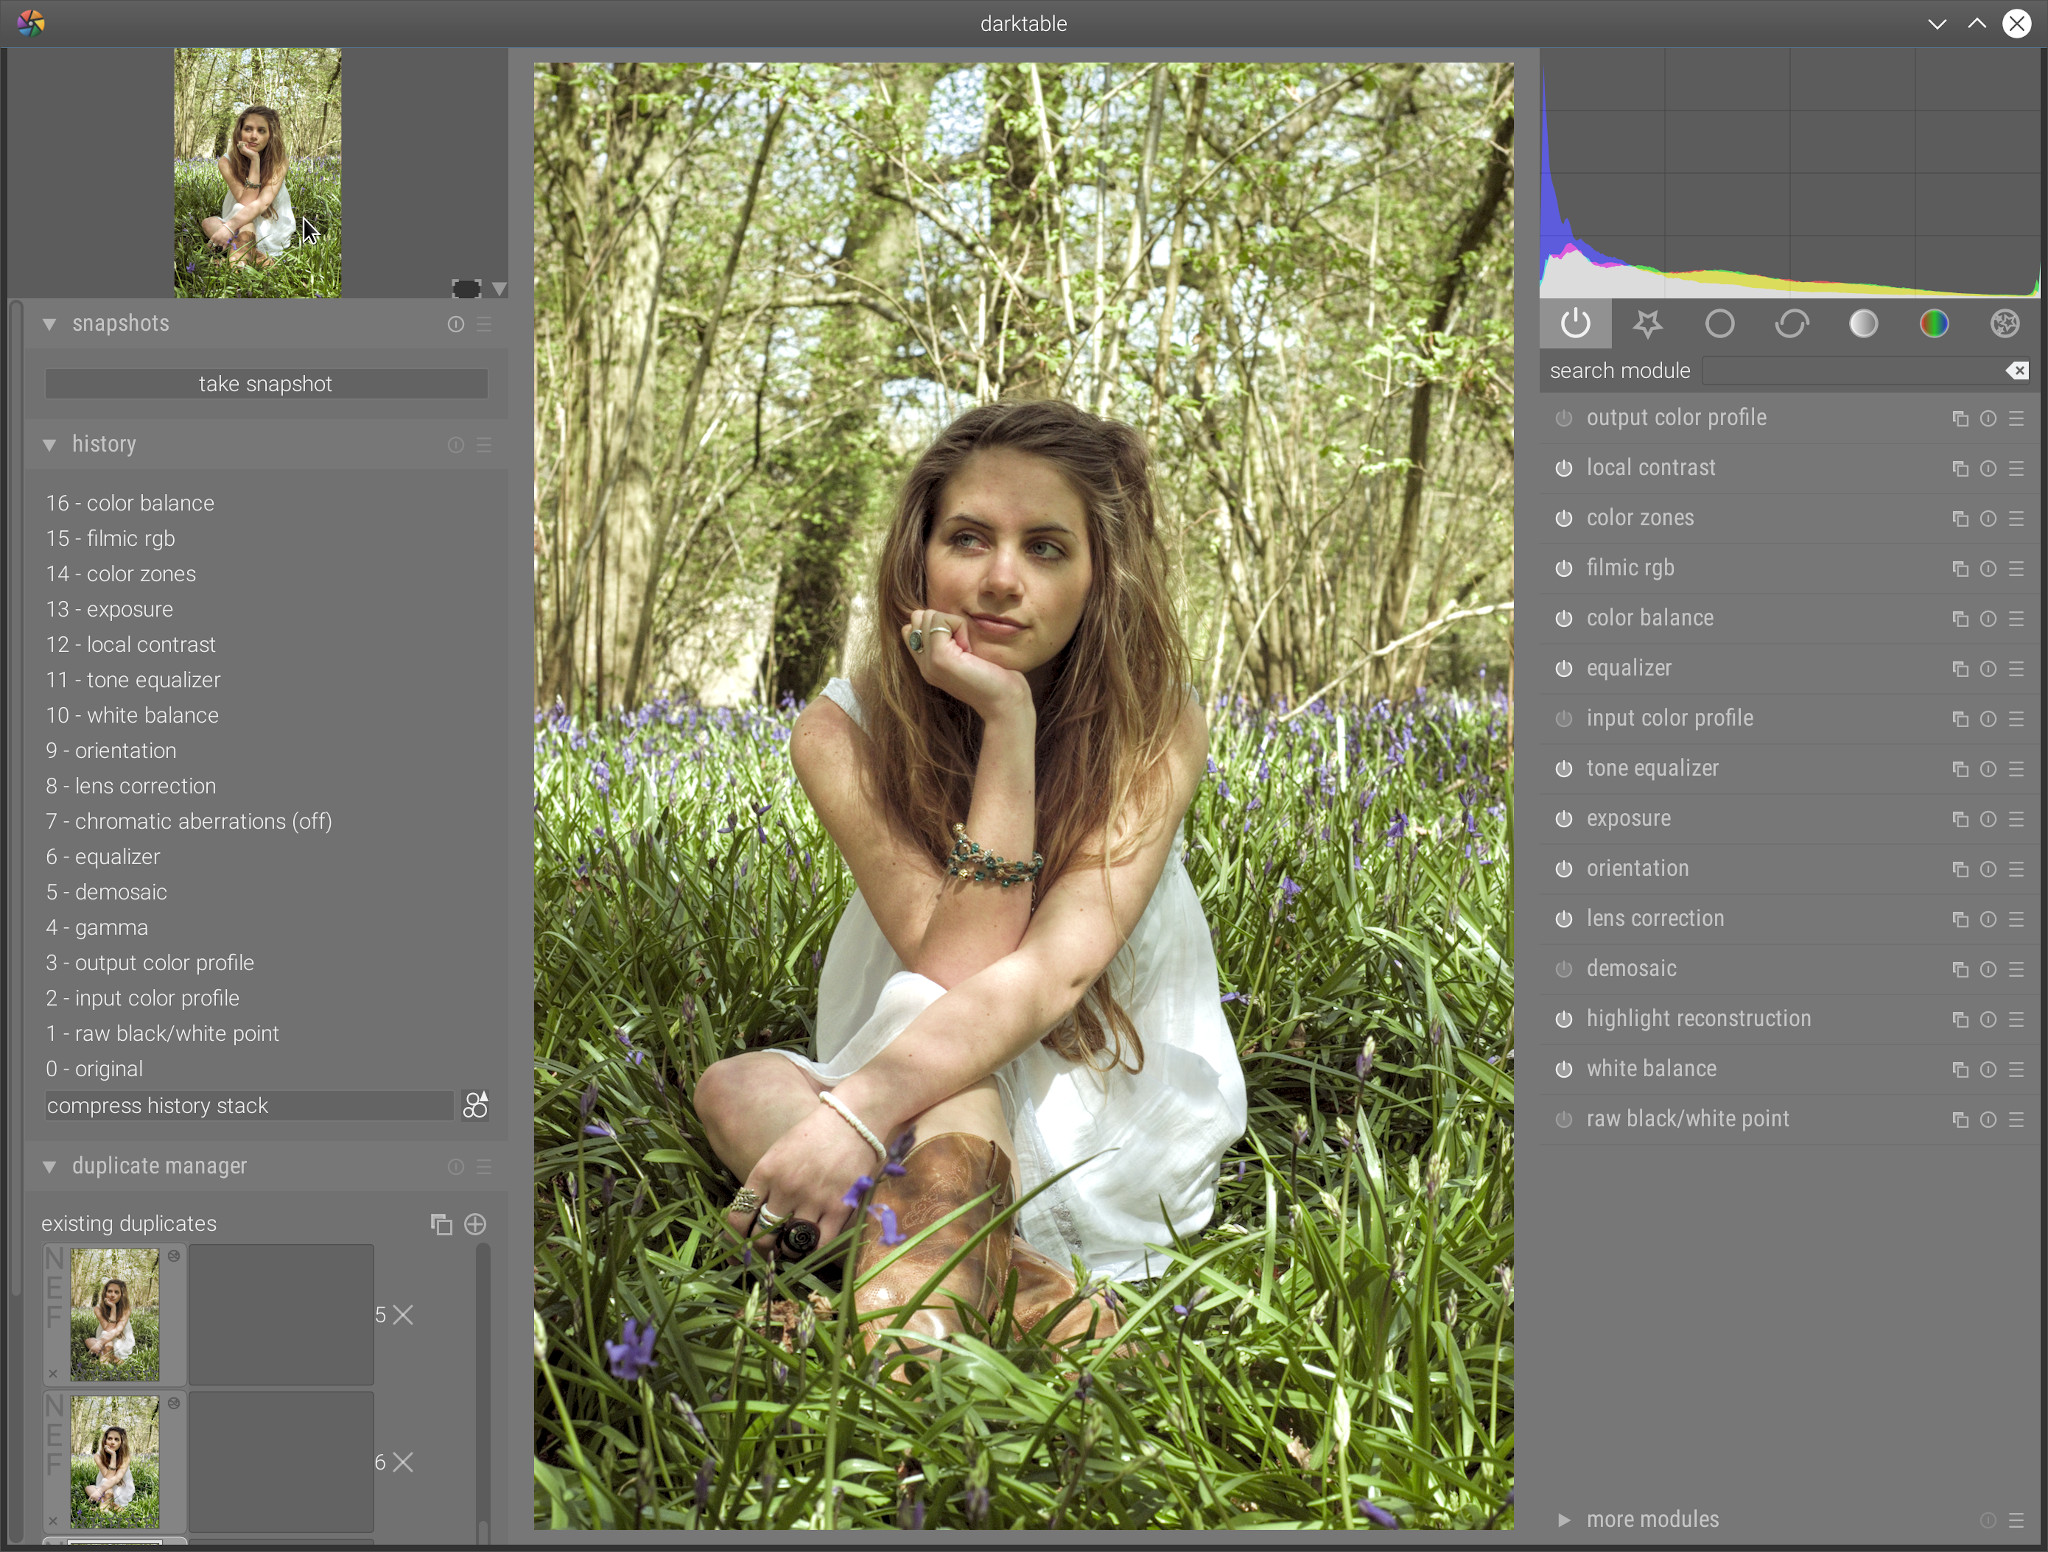 darktable
snapshots
take snapshot
history
16 - color balance
15 - filmic rgb
14 - color zones
13 - exposure
12 - local contrast
11 - tone equalizer
10 - white balance
9 - orientation
8 - lens correction
7 - chromatic aberrations (off)
6 - equalizer
5 - demosaic
4 - gamma
3 - output color profile
2 - input color profile
1 - raw black/white point
0 - original
compress history stack
duplicate manager
existing duplicates
NEF
5
NEF
6
search module
output color profile
local contrast
color zones
filmic rgb
color balance
equalizer
input color profile
tone equalizer
exposure
orientation
lens correction
demosaic
highlight reconstruction
white balance
raw black/white point
more modules